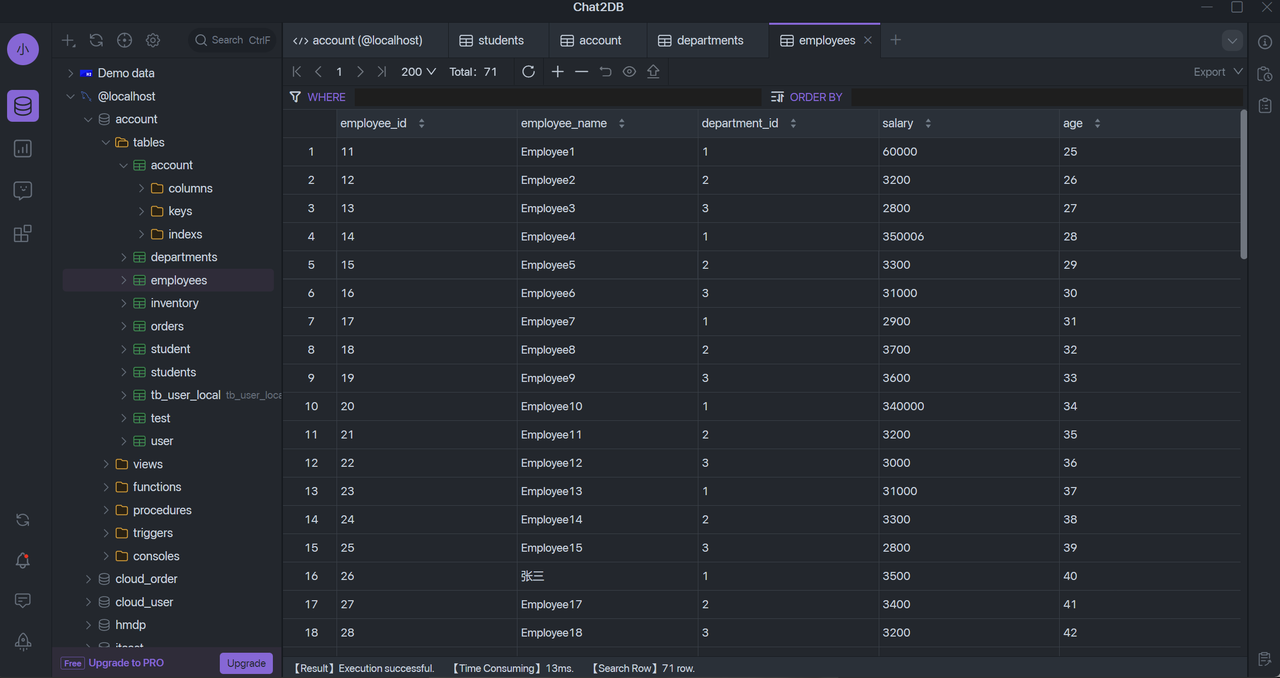 Chat2DB
小
Search CtrlF
Demo data
@localhost
account
tables
account
columns
keys
indexs
departments
employees
inventory
orders
student
students
tb_user_local tb_user_loca
test
user
views
functions
procedures
triggers
consoles
cloud_order
cloud_user
hmdp
Free Upgrade to PRO Upgrade
</> account (@localhost) students account departments employees
1 200 Total: 71 Export
WHERE ORDER BY
employee_id employee_name department_id salary age
1 11 Employee1 1 60000 25
2 12 Employee2 2 3200 26
3 13 Employee3 3 2800 27
4 14 Employee4 1 350006 28
5 15 Employee5 2 3300 29
6 16 Employee6 3 31000 30
7 17 Employee7 1 2900 31
8 18 Employee8 2 3700 32
9 19 Employee9 3 3600 33
10 20 Employee10 1 340000 34
11 21 Employee11 2 3200 35
12 22 Employee12 3 3000 36
13 23 Employee13 1 31000 37
14 24 Employee14 2 3300 38
15 25 Employee15 3 2800 39
16 26 张三 1 3500 40
17 27 Employee17 2 3400 41
18 28 Employee18 3 3200 42
【Result】Execution successful. 【Time Consuming】13ms. 【Search Row】71 row.